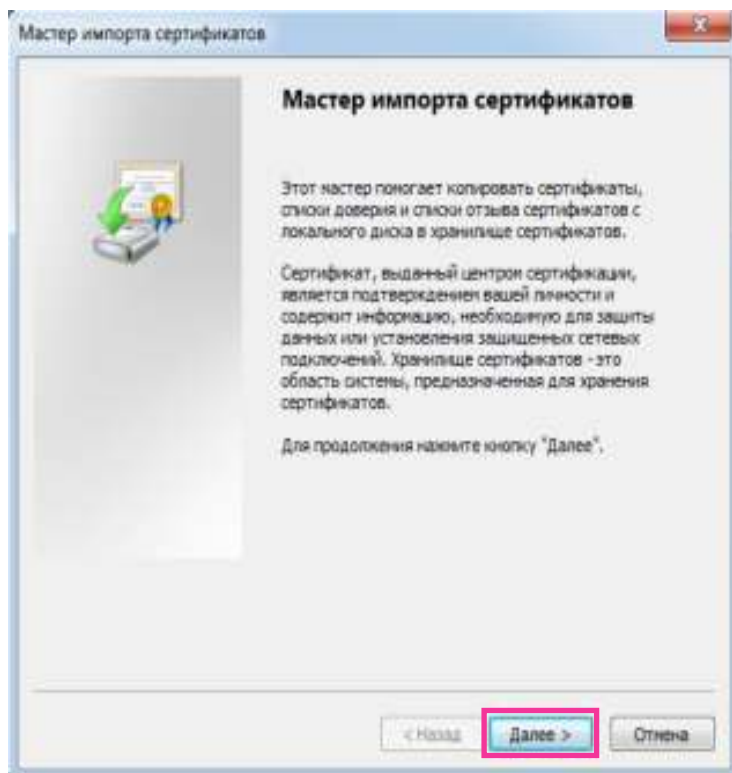 Мастер импорта сертификатов
Мастер импорта сертификатов
Этот мастер помогает копировать сертификаты,
списки доверия и списки отзыва сертификатов с
локального диска в хранилище сертификатов.
Сертификат, выданный центром сертификации,
является подтверждением вашей личности и
содержит информацию, необходимую для защиты
данных или установления защищенных сетевых
подключений. Хранилище сертификатов - это
область системы, предназначенная для хранения
сертификатов.
Для продолжения нажмите кнопку "Далее".
< Назад Далее > Отмена